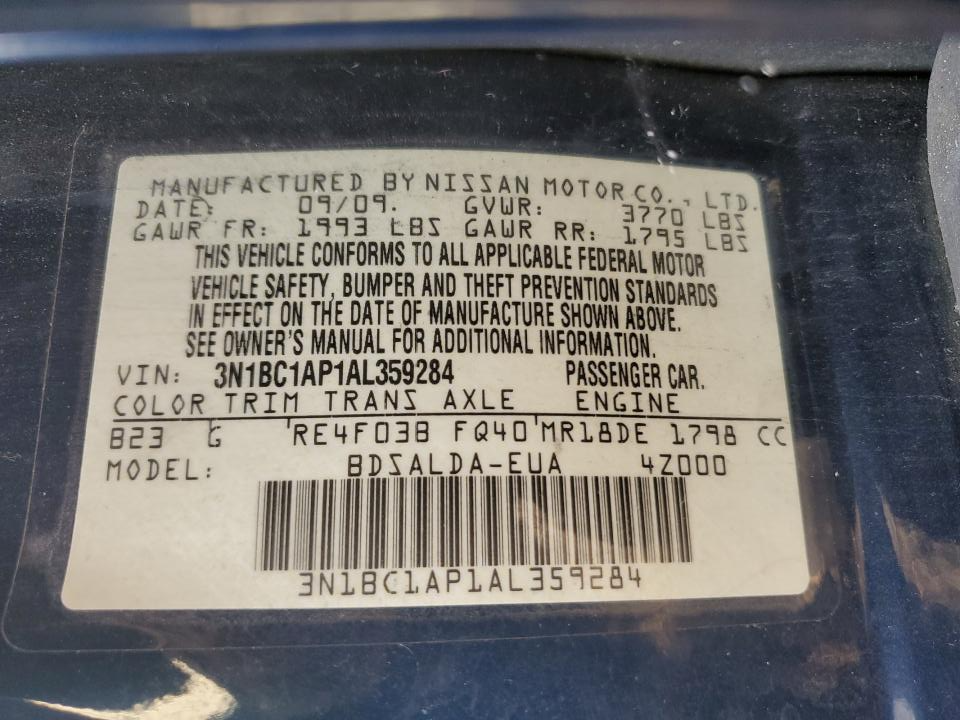 MANUFACTURED BY NISSAN MOTOR CO., LTD.
DATE: 09/09. GVWR: 3770 LBS
GAWR FR: 1993 LBS GAWR RR: 1795 LBS
THIS VEHICLE CONFORMS TO ALL APPLICABLE FEDERAL MOTOR
VEHICLE SAFETY, BUMPER AND THEFT PREVENTION STANDARDS
IN EFFECT ON THE DATE OF MANUFACTURE SHOWN ABOVE.
SEE OWNER'S MANUAL FOR ADDITIONAL INFORMATION.
VIN: 3N1BC1AP1AL359284 PASSENGER CAR.
COLOR TRIM TRANS AXLE ENGINE
B23 G RE4F03B FQ40 MR18DE 1798 CC
MODEL: BDSALDA-EUA 4Z000
3N1BC1AP1AL359284